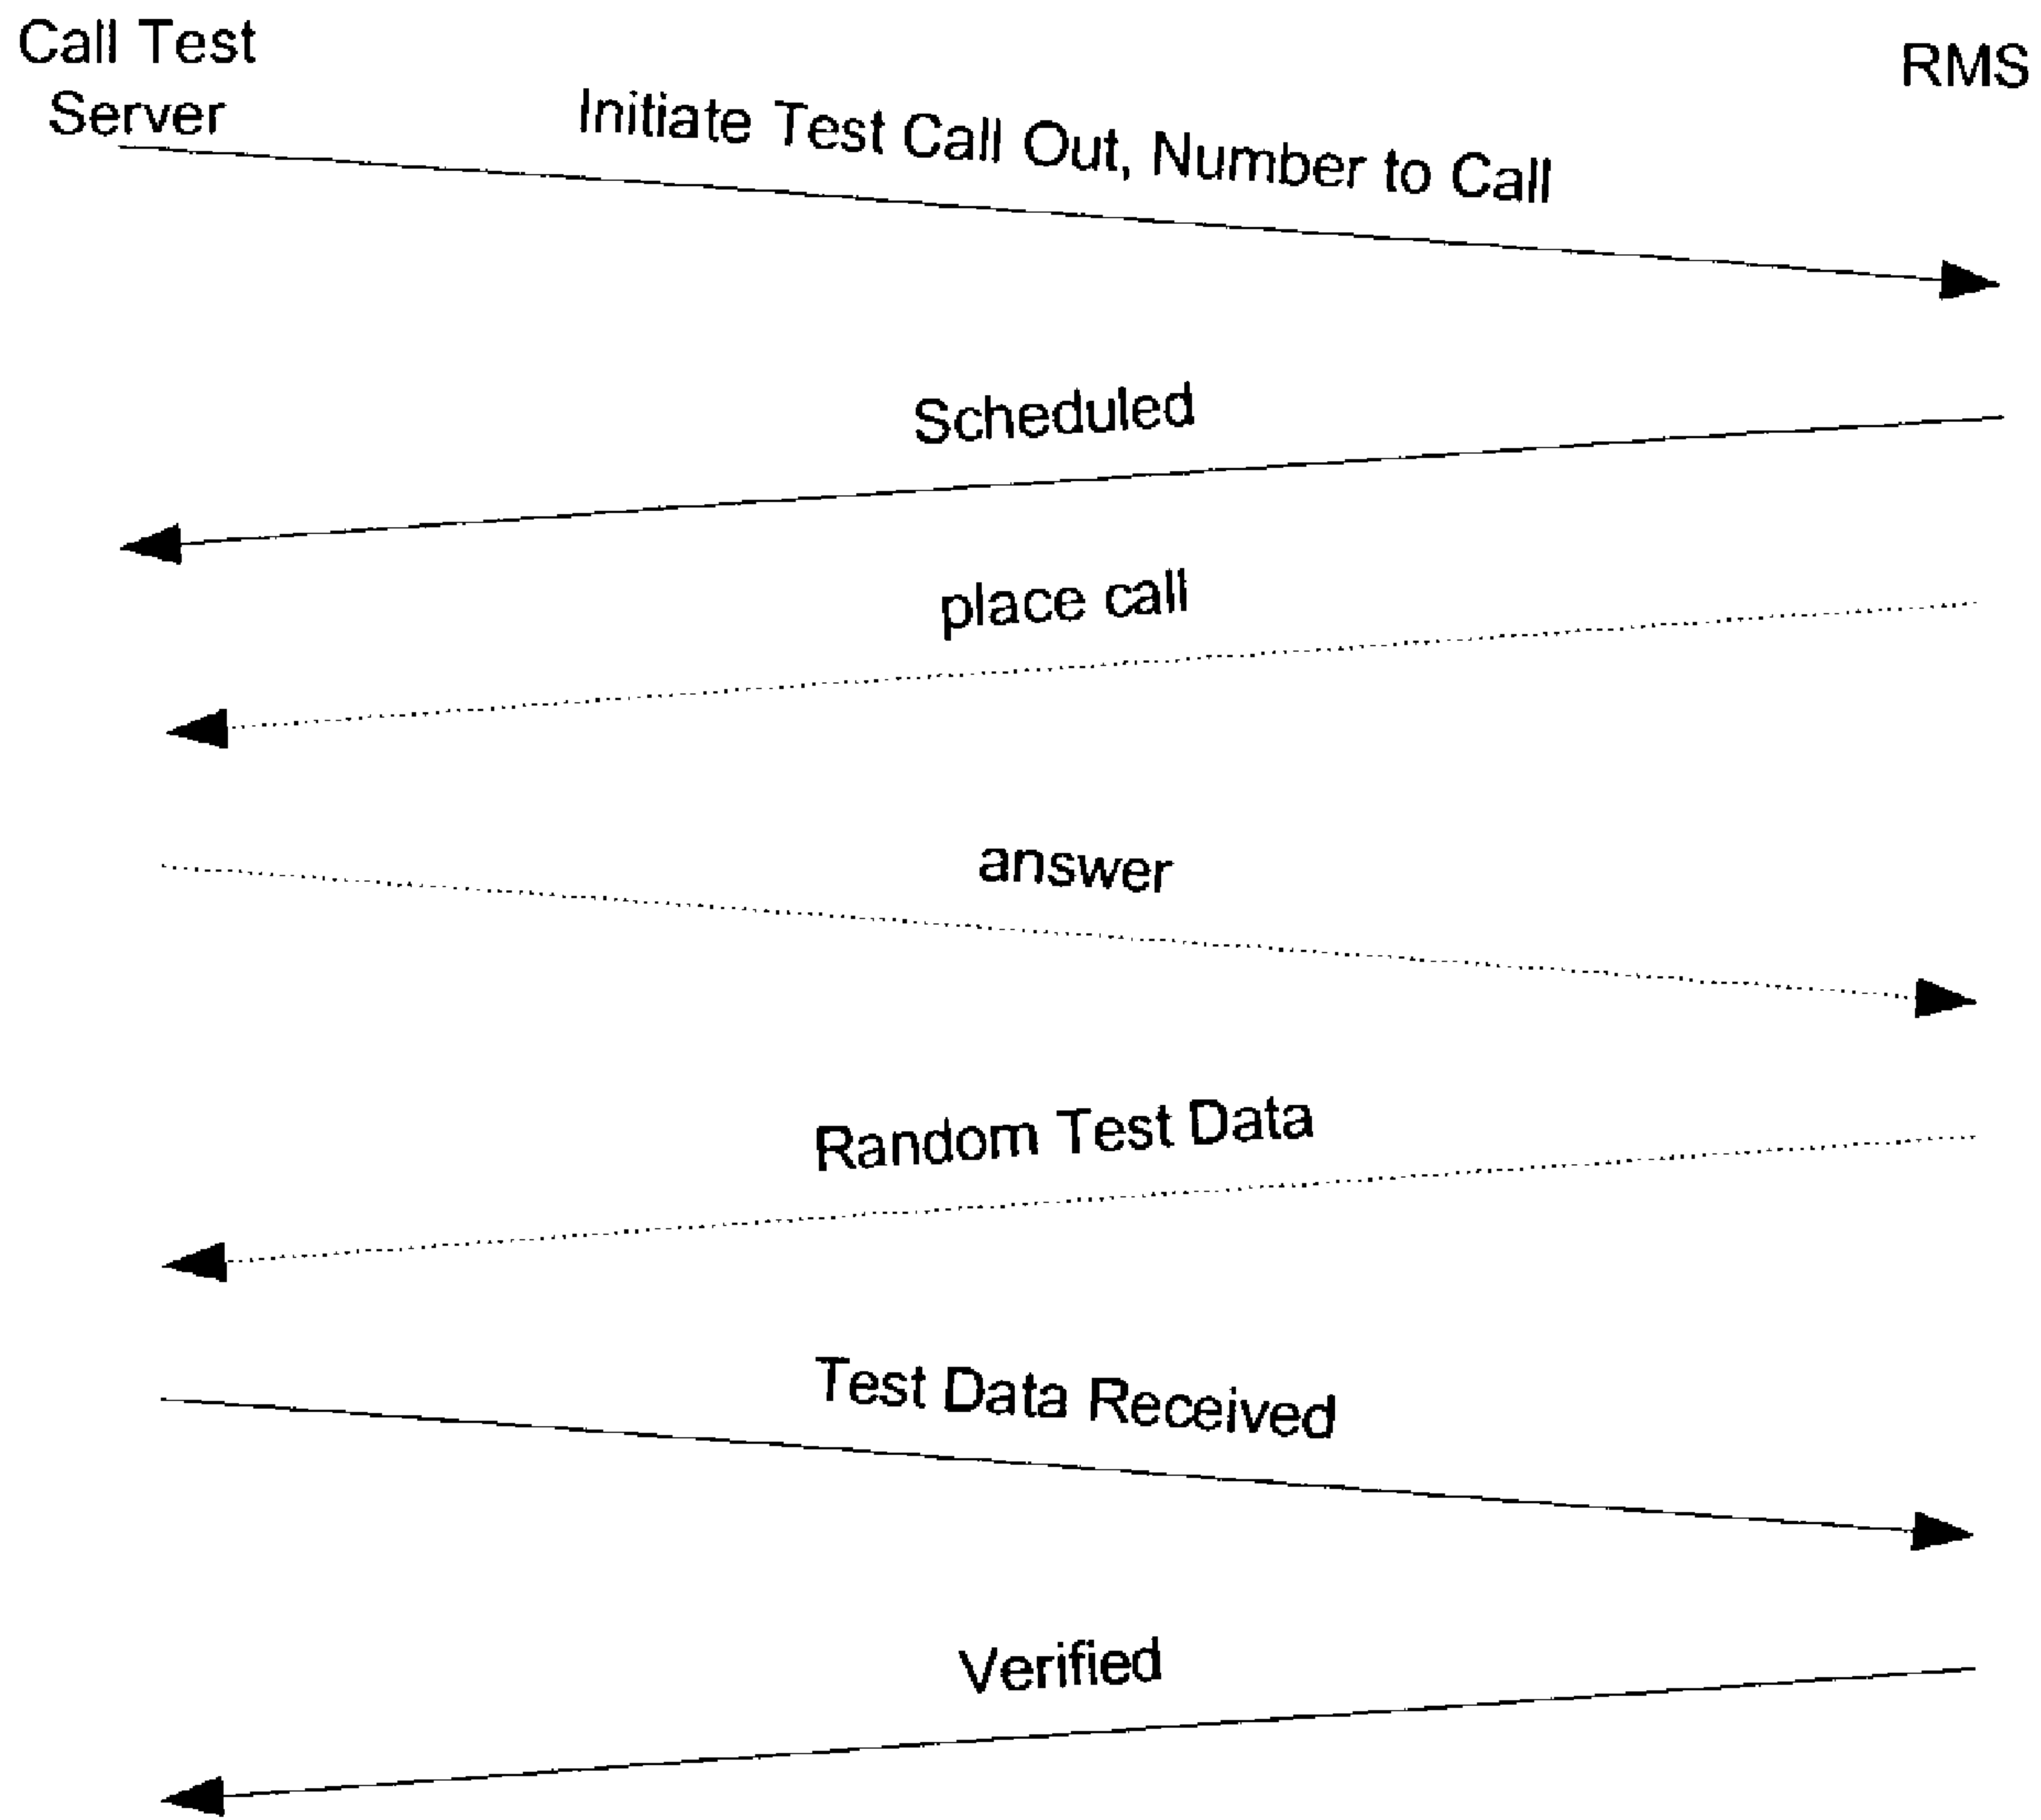 Call Test
Server
RMS
Initiate Test Call Out, Number to Call
Scheduled
place call
answer
Random Test Data
Test Data Received
Verified